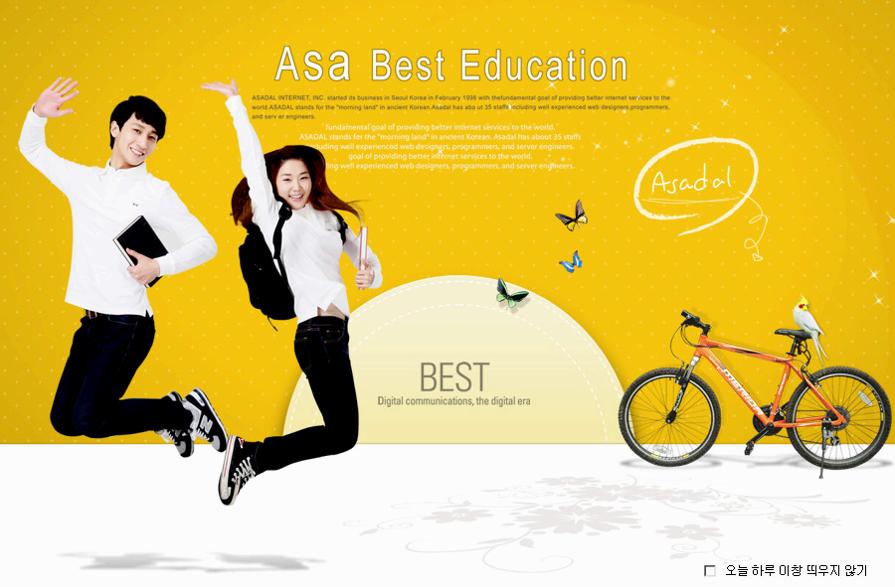 Asa Best Education
ASADAL INTERNET, INC. started its business in Seoul Korea in February 1998 with thefundamental goal of providing better internet services to the
world.ASADAL stands for the "morning land" in ancient Korean.Asadal has abo ut 35 staffs including well experienced web designers,programmers,
and serv er engineers.
fundamental goal of providing better internet services to the world.
ASADAL stands for the "morning land" in ancient Korean. Asadal has about 35 staffs
cluding well experienced web designers, programmers, and server engineers.
goal of providing better internet services to the world.
ng well experienced web designers, programmers, and server engineers.
Asadal
BEST
Digital communications, the digital era
오늘 하루 이창 띄우지 않기